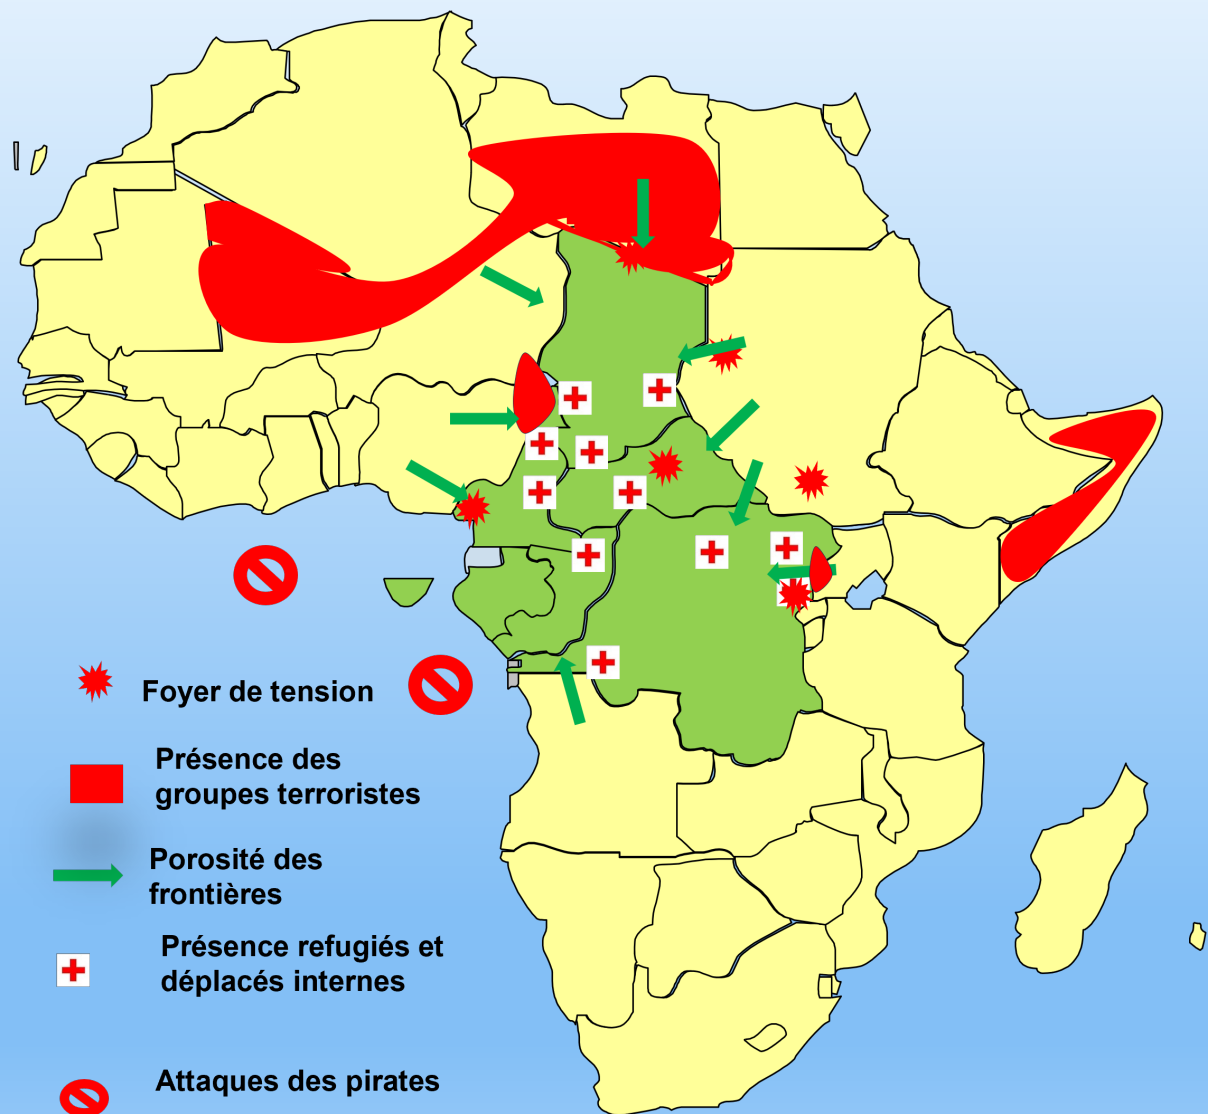 Foyer de tension
Présence des
groupes terroristes
Porosité des
frontières
Présence refugiés et
déplacés internes
Attaques des pirates